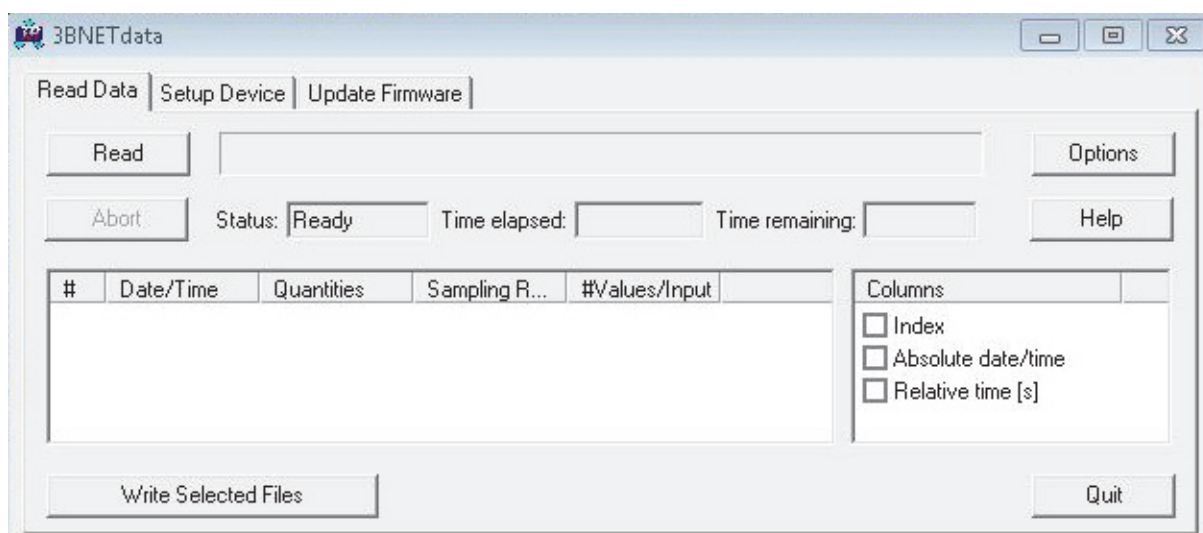 3BNETdata
Read Data Setup Device Update Firmware
Read Options
Abort Status: Ready Time elapsed: Time remaining: Help
# Date/Time Quantities Sampling R... #Values/Input Columns
Index
Absolute date/time
Relative time [s]
Write Selected Files Quit